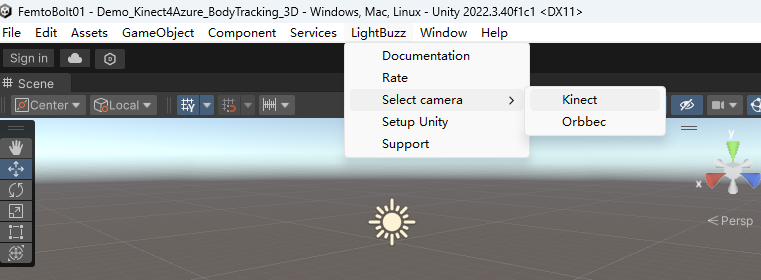 FemtoBolt01 - Demo_Kinect4Azure_BodyTracking_3D - Windows, Mac, Linux - Unity 2022.3.40f1c1 <DX11>
File Edit Assets GameObject Component Services LightBuzz Window Help
Sign in
Documentation
Scene
Rate
Center Local
Select camera
Kinect
Setup Unity
Orbbec
Support
y
x
Persp